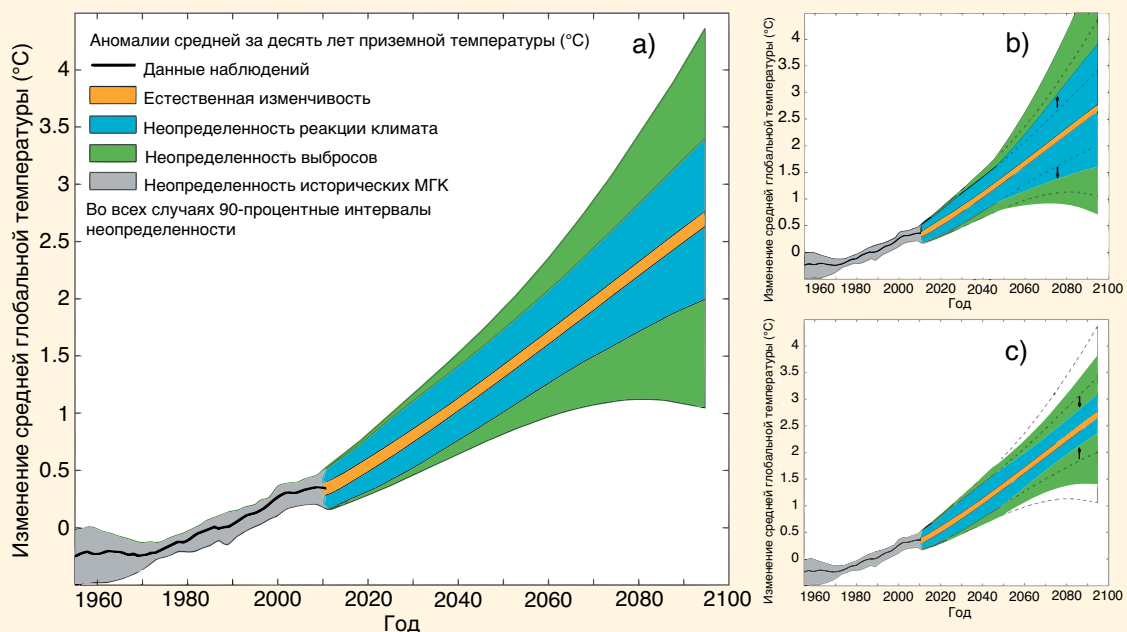 Изменение средней глобальной температуры (°C)
a)
Аномалии средней за десять лет приземной температуры (°C)
Данные наблюдений
Естественная изменчивость
Неопределенность реакции климата
Неопределенность выбросов
Неопределенность исторических МГК
Во всех случаях 90-процентные интервалы
неопределенности
4
3.5
3
2.5
2
1.5
1
0.5
0
1960 1980 2000 2020 2040 2060 2080 2100
Год
Изменение средней глобальной температуры (°C)
b)
4
3.5
3
2.5
2
1.5
1
0.5
0
1960 1980 2000 2020 2040 2060 2080 2100
Год
Изменение средней глобальной температуры (°C)
c)
4
3.5
3
2.5
2
1.5
1
0.5
0
1960 1980 2000 2020 2040 2060 2080 2100
Год